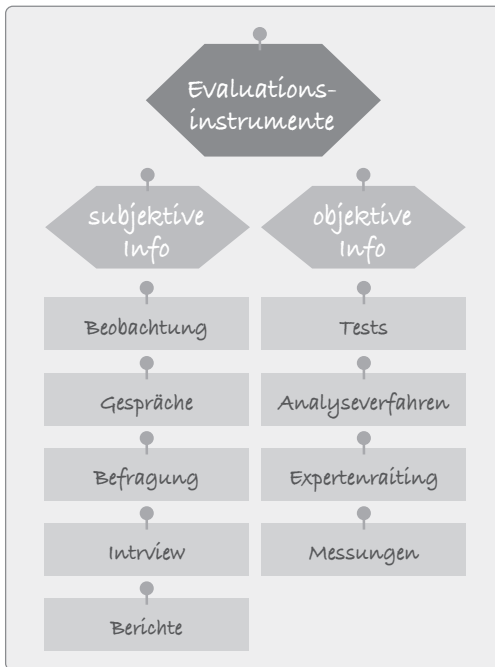 Evaluations-
instrumente
subjektive
Info
objektive
Info
Beobachtung
Tests
Gespräche
Analyseverfahren
Befragung
Expertenraiting
Intrview
Messungen
Berichte